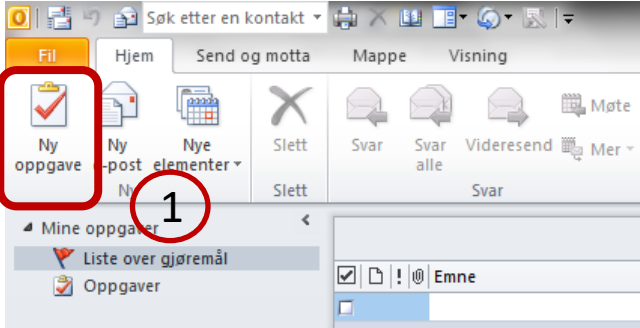 Søk etter en kontakt
Fil Hjem Send og motta Mappe Visning
Ny oppgave
Ny -post
Nye elementer
Slett
Svar
Svar alle
Videresend
Møte
Mer
Slett
Svar
1
Mine oppgaver
Liste over gjøremål
Oppgaver
! Emne